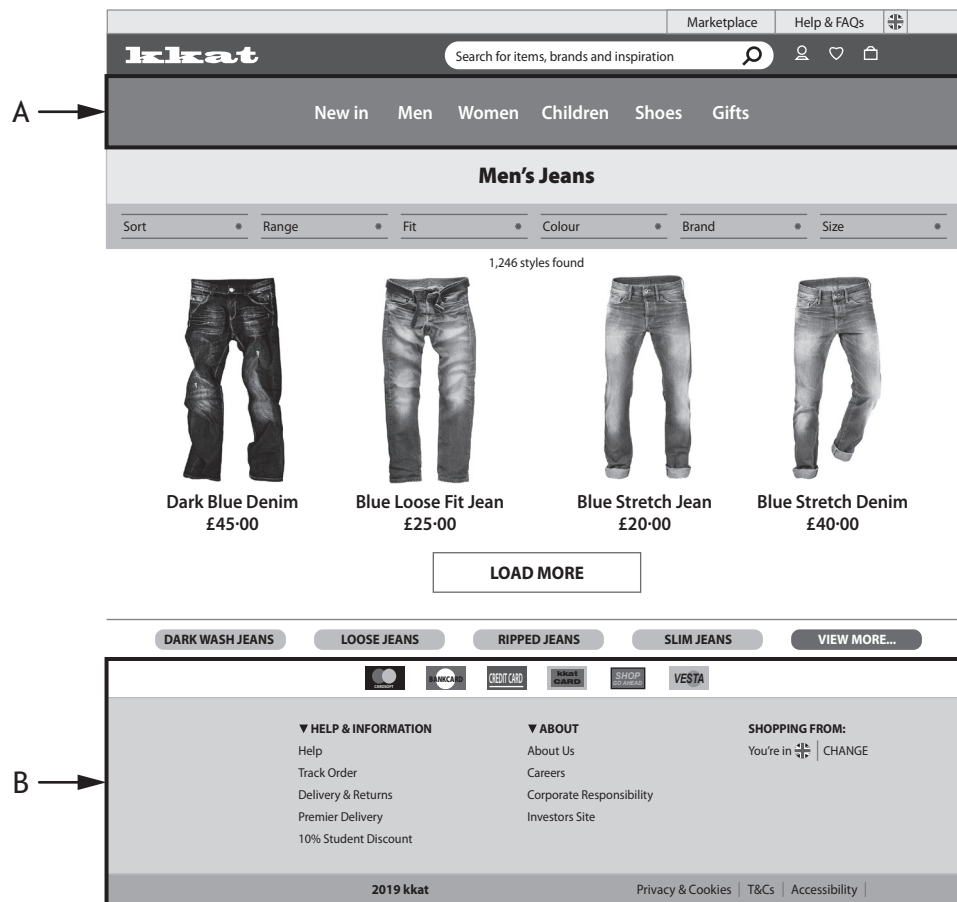 Marketplace Help & FAQs
kkat Search for items, brands and inspiration
A
New in Men Women Children Shoes Gifts
Men’s Jeans
Sort Range Fit Colour Brand Size
1,246 styles found
Dark Blue Denim Blue Loose Fit Jean Blue Stretch Jean Blue Stretch Denim
£45·00 £25·00 £20·00 £40·00
LOAD MORE
DARK WASH JEANS LOOSE JEANS RIPPED JEANS SLIM JEANS VIEW MORE...
CARDSOFT BANKCARD CREDIT CARD kkat CARD SHOP GO AHEAD VE$TA
▼ HELP & INFORMATION ▼ ABOUT SHOPPING FROM:
Help About Us You’re in CHANGE
Track Order Careers
B
Delivery & Returns Corporate Responsibility
Premier Delivery Investors Site
10% Student Discount
2019 kkat Privacy & Cookies | T&Cs | Accessibility |